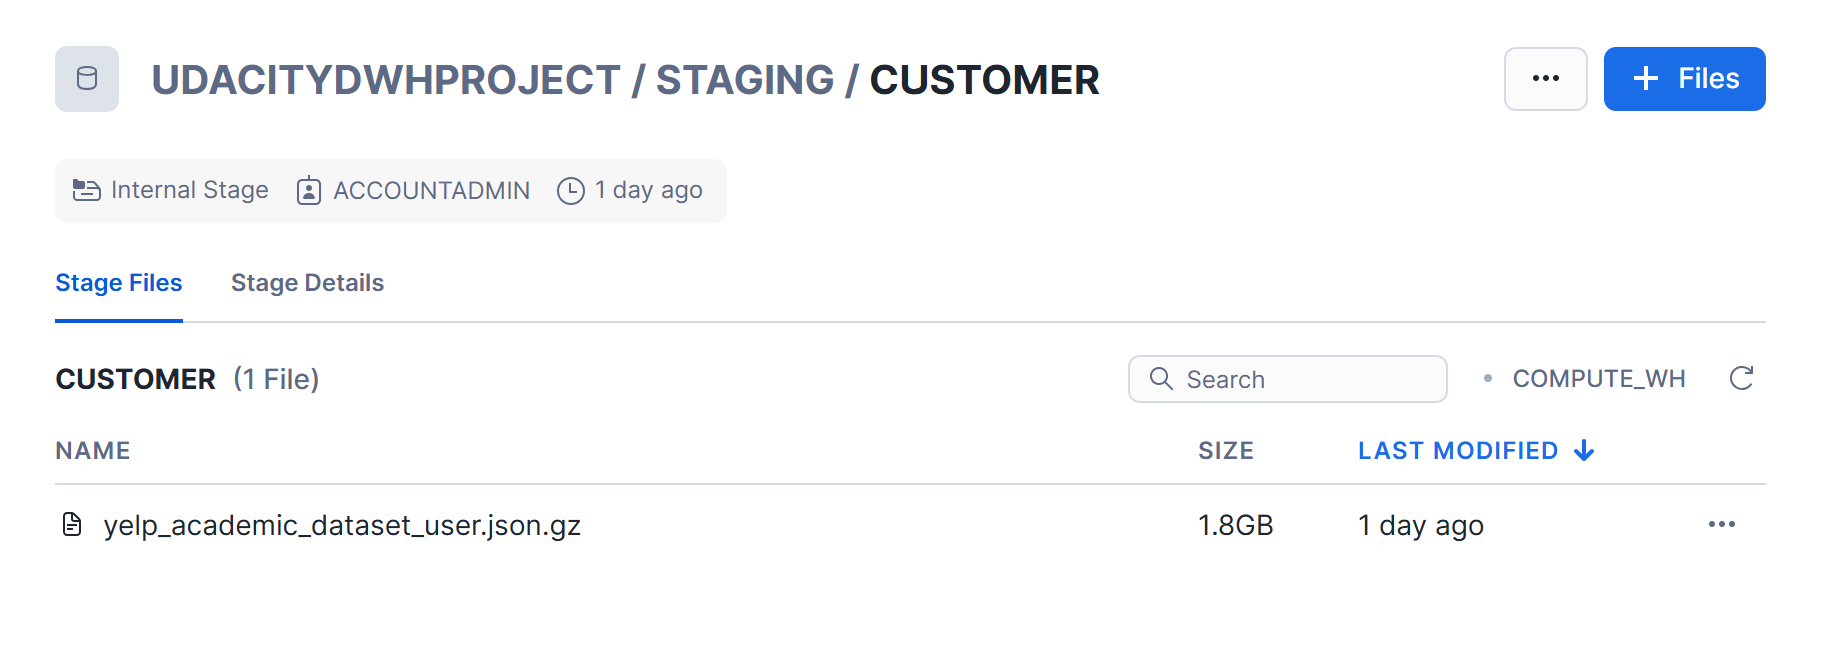 UDACITYDWHPROJECT / STAGING / CUSTOMER
+ Files
Internal Stage ACCOUNTADMIN 1 day ago
Stage Files Stage Details
CUSTOMER (1 File)
Search
COMPUTE_WH
NAME SIZE LAST MODIFIED
yelp_academic_dataset_user.json.gz 1.8GB 1 day ago